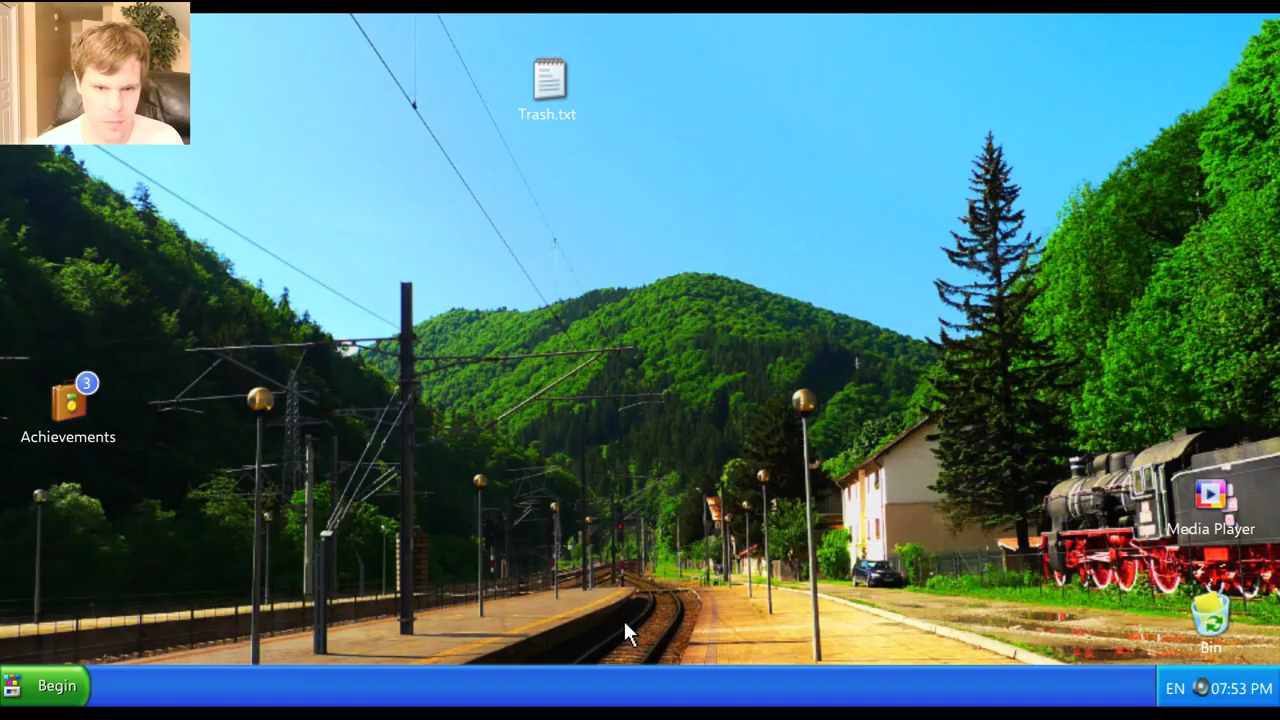 Trash.txt
3
Achievements
Media Player
Bin
Begin
EN 07:53 PM